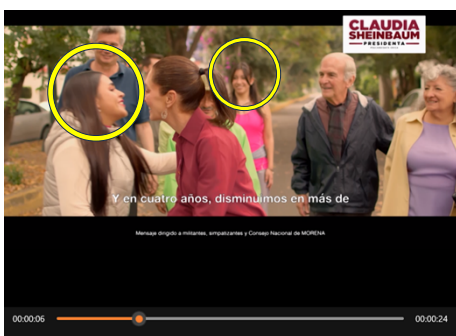 CLAUDIA
SHEINBAUM
PRESIDENTA
Y en cuatro años, disminuimos en más de
Mensaje dirigido a militantes, simpatizantes y Consejo Nacional de MORENA
00:00:06
00:00:24